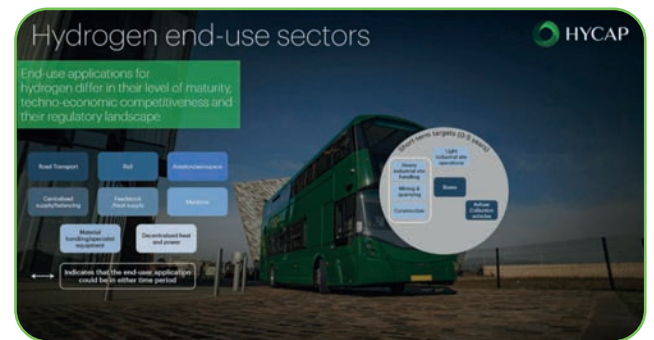 Hydrogen end-use sectors
HYCAP
End-use applications for
hydrogen differ in their level of maturity,
techno-economic competitiveness and
their regulatory landscape
Road Transport
Rail
Aviation/aerospace
Centralised
supply/balancing
Feedstock
/heat supply
Maritime
Material
handling/specialist
equipment
Decentralised heat
and power
Indicates that the end-user application
could be in either time period
Short term targets (0-5 years)
Heavy
industrial site
handling
Mining &
quarrying
Construction
Light
industrial site
operations
Buses
Refuse
Collection
vehicles